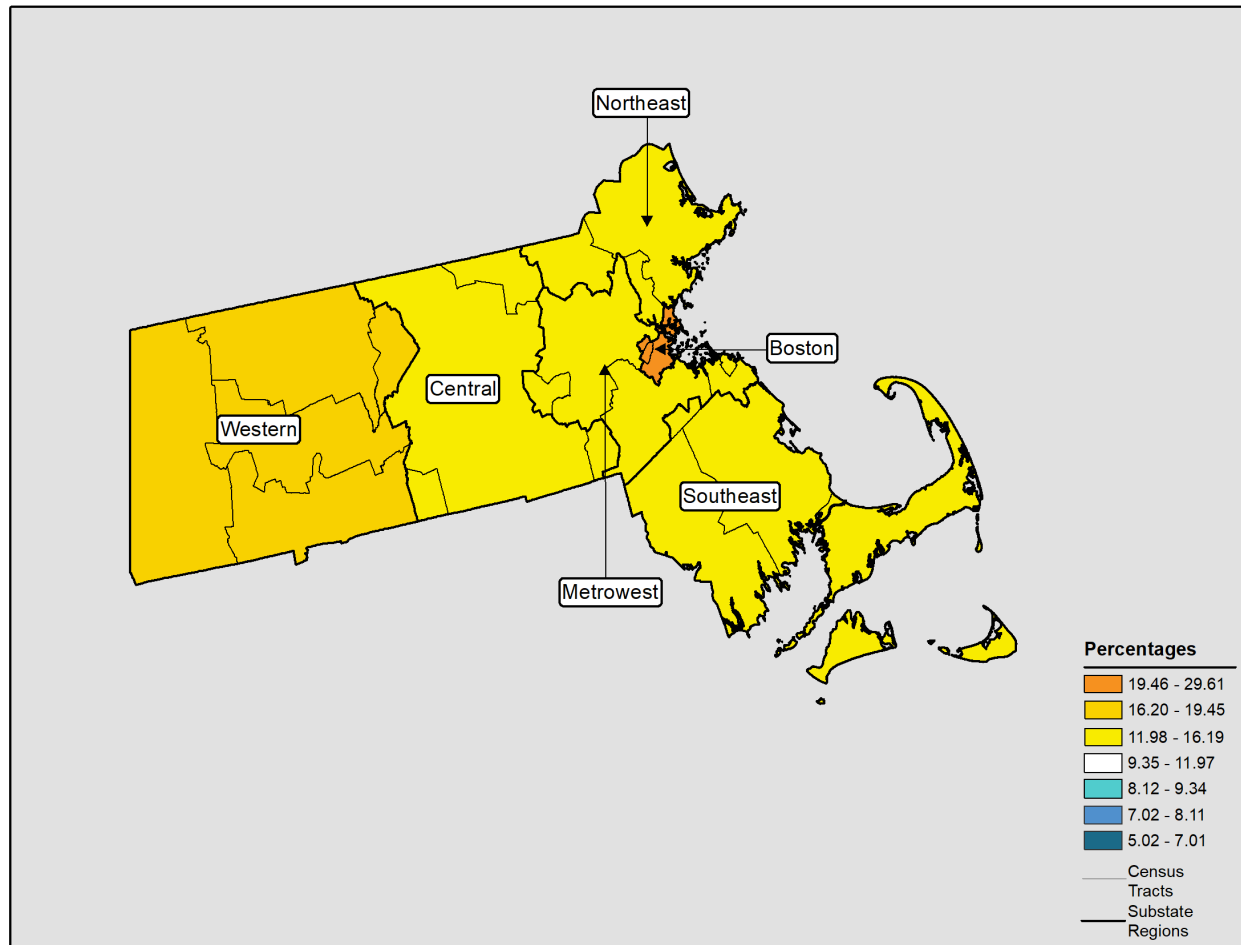 Northeast
Boston
Central
Western
Southeast
Metrowest
Percentages
19.46 - 29.61
16.20 - 19.45
11.98 - 16.19
9.35 - 11.97
8.12 - 9.34
7.02 - 8.11
5.02 - 7.01
Census
Tracts
Substate
Regions